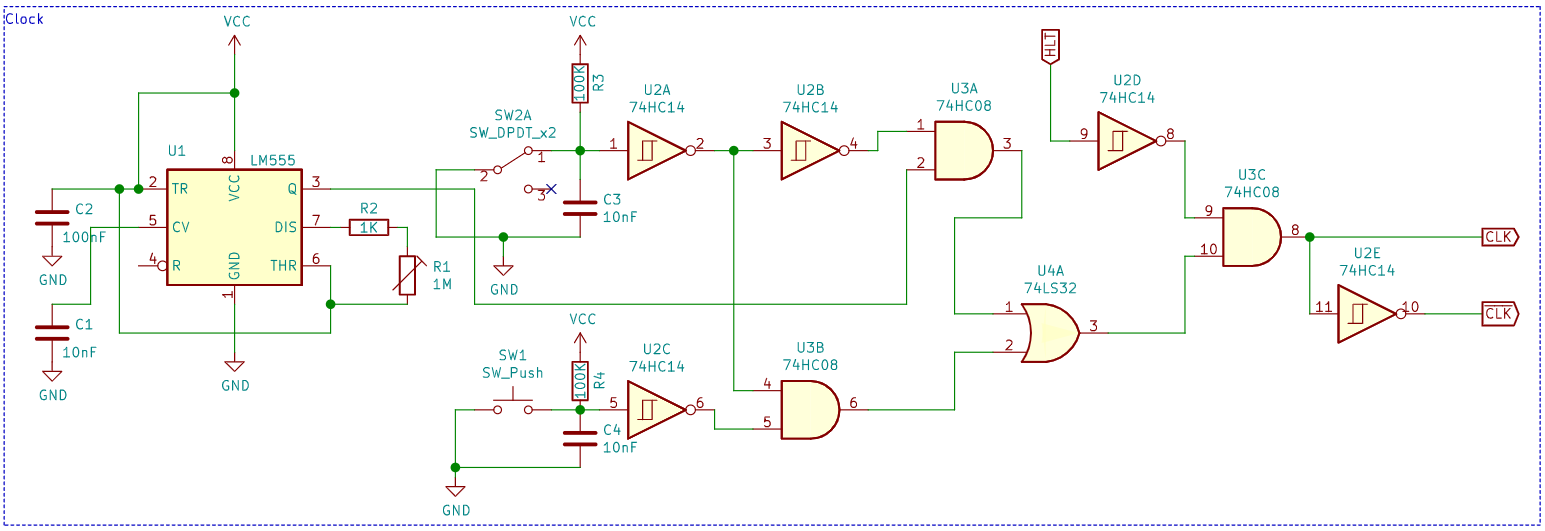 Clock
VCC
U1
LM555
8
VCC
2
TR
Q
3
5
CV
DIS
7
4
R
GND
THR
6
1
C2
100nF
GND
C1
10nF
GND
GND
R2
1K
R1
1M
VCC
100K
R3
SW2A
SW_DPDT_x2
1
2
3
C3
10nF
GND
U2A
74HC14
1
2
U2B
74HC14
3
4
U3A
74HC08
1
2
3
HLT
U2D
74HC14
9
8
U3C
74HC08
9
10
8
CLK
U2E
74HC14
11
10
CLK
U4A
74LS32
1
2
3
VCC
SW1
SW_Push
100K
R4
C4
10nF
GND
U2C
74HC14
5
6
U3B
74HC08
4
5
6